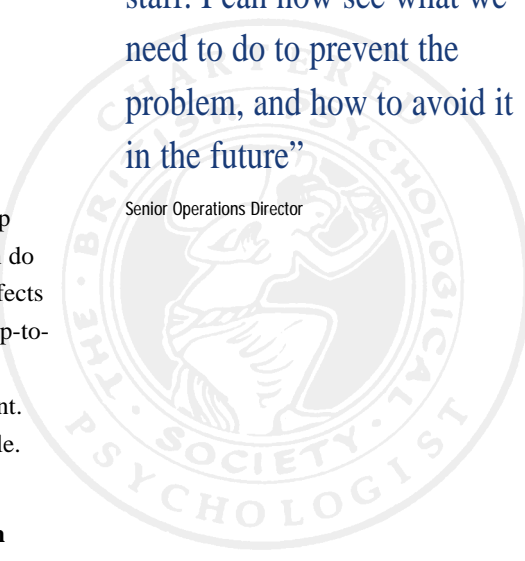 staff. I can now see what we
need to do to prevent the
problem, and how to avoid it
in the future”
Senior Operations Director
p
do
fects
p-to-
nt.
le.
n
CHARTERED
PSYCHOLOGIST
THE · BRITISH · PSYCHOLOGICAL · SOCIETY ·